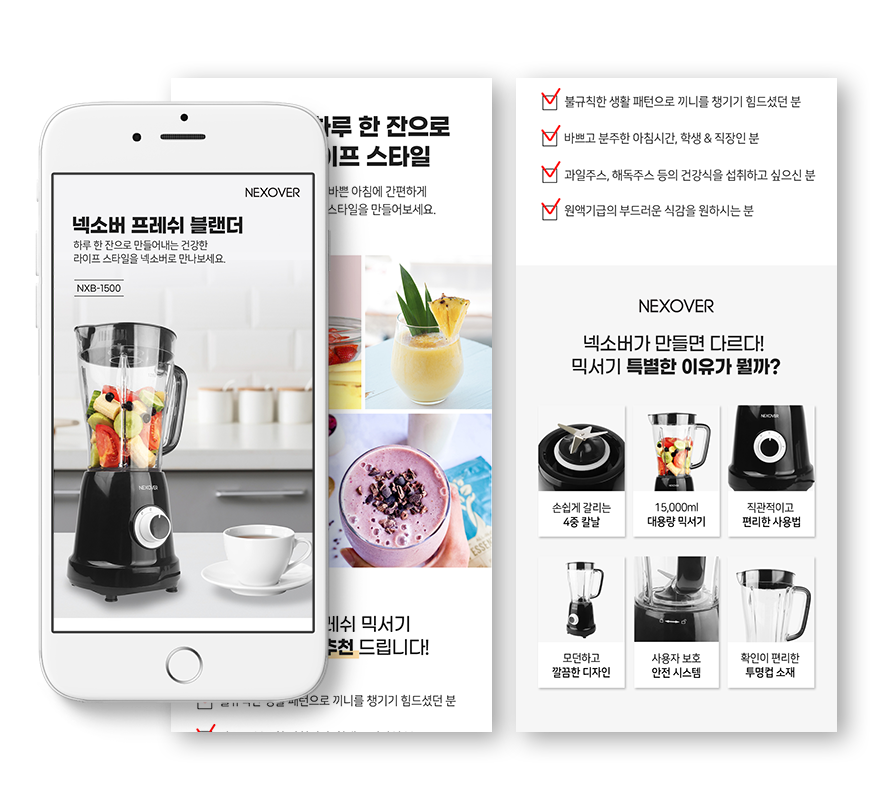 NEXOVER
넥소버 프레쉬 블랜더
하루 한 잔으로 만들어내는 건강한
라이프 스타일을 넥소버로 만나보세요.
NXB-1500
NEXOVER
하루 한 잔으로
이프 스타일
바쁜 아침에 간편하게
스타일을 만들어보세요.
레쉬 믹서기
추천 드립니다!
패턴으로 끼니를 챙기기 힘드셨던 분
불규칙한 생활 패턴으로 끼니를 챙기기 힘드셨던 분
바쁘고 분주한 아침시간, 학생 & 직장인 분
과일주스, 해독주스 등의 건강식을 섭취하고 싶으신 분
원액기급의 부드러운 식감을 원하시는 분
NEXOVER
넥소버가 만들면 다르다!
믹서기 특별한 이유가 뭘까?
NEXOVER
손쉽게 갈리는
4중 칼날
15,000ml
대용량 믹서기
직관적이고
편리한 사용법
모던하고
깔끔한 디자인
사용자 보호
안전 시스템
확인이 편리한
투명컵 소재